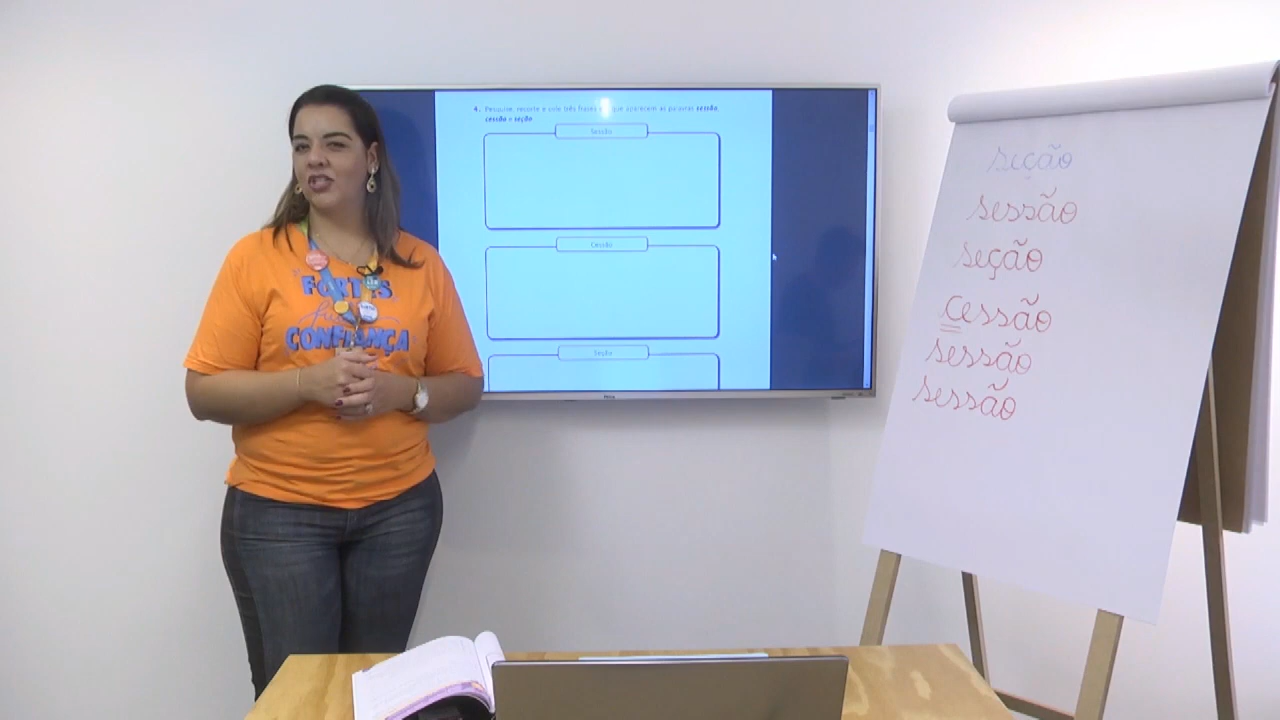 4. Pesquise, recorte e cole três frases em que aparecem as palavras sessão,
cessão e seção.
Sessão
Cessão
Seção
FORTES
CONFIANÇA
seção
sessão
seção
Cessão
sessão
sessão